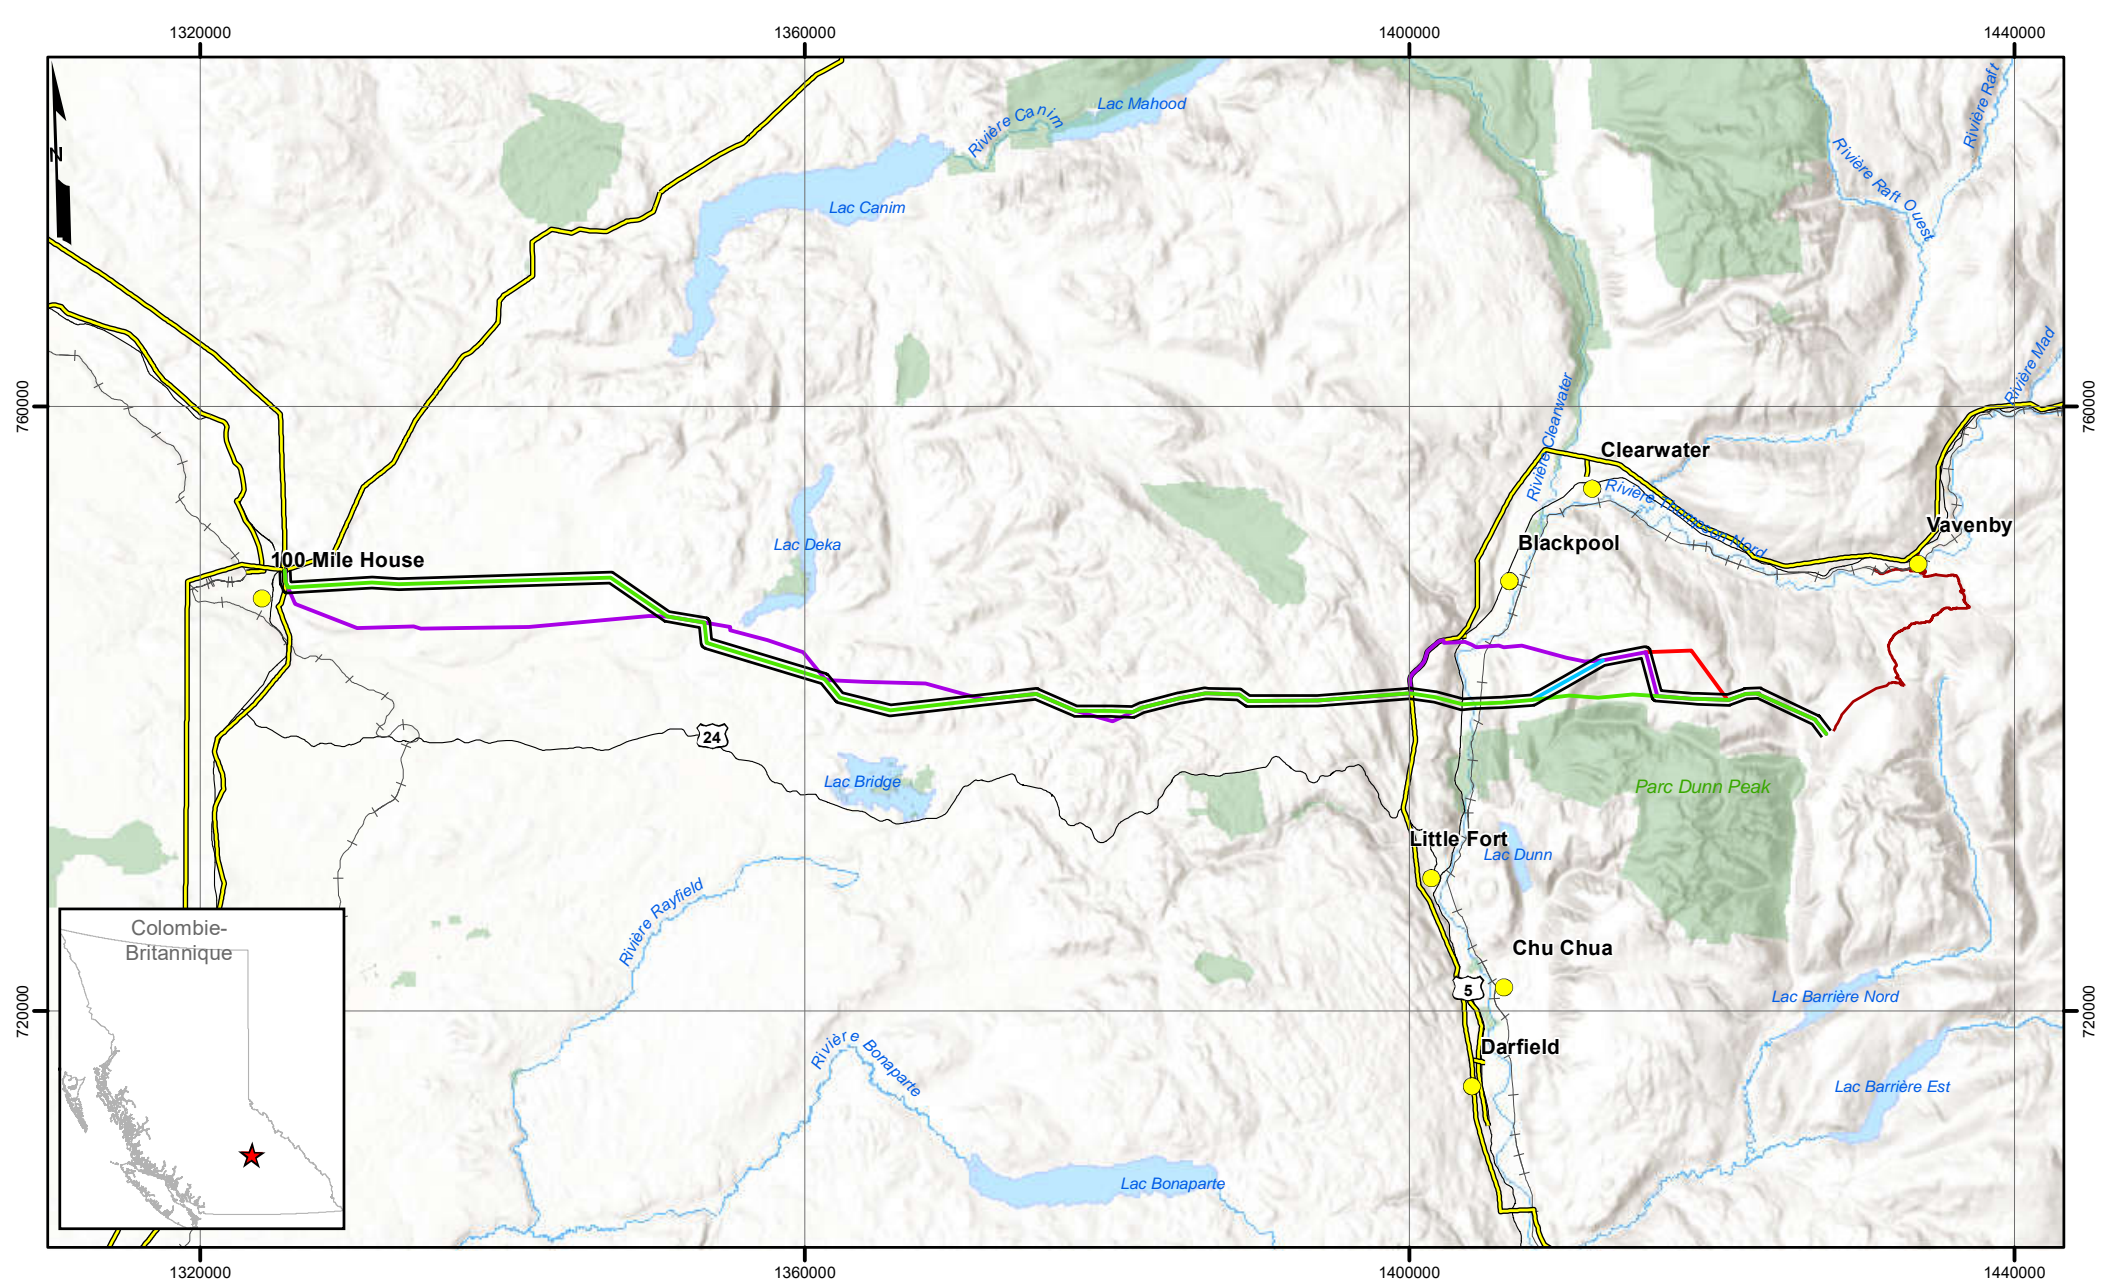 1320000
1360000
1400000
1440000
N
Lac Mahood
Rivière Canim
Lac Canim
Rivière Raft
Rivière Raft Ouest
760000
760000
Rivière Mad
Rivière Clearwater
Clearwater
Rivière Thompson Nord
Vavenby
Blackpool
Lac Deka
100 Mile House
24
Lac Bridge
Parc Dunn Peak
Little Fort
Lac Dunn
Rivière Rayfield
Colombie-
Britannique
Chu Chua
5
Lac Barrière Nord
720000
720000
Darfield
Rivière Bonaparte
Lac Barrière Est
Lac Bonaparte
1320000
1360000
1400000
1440000